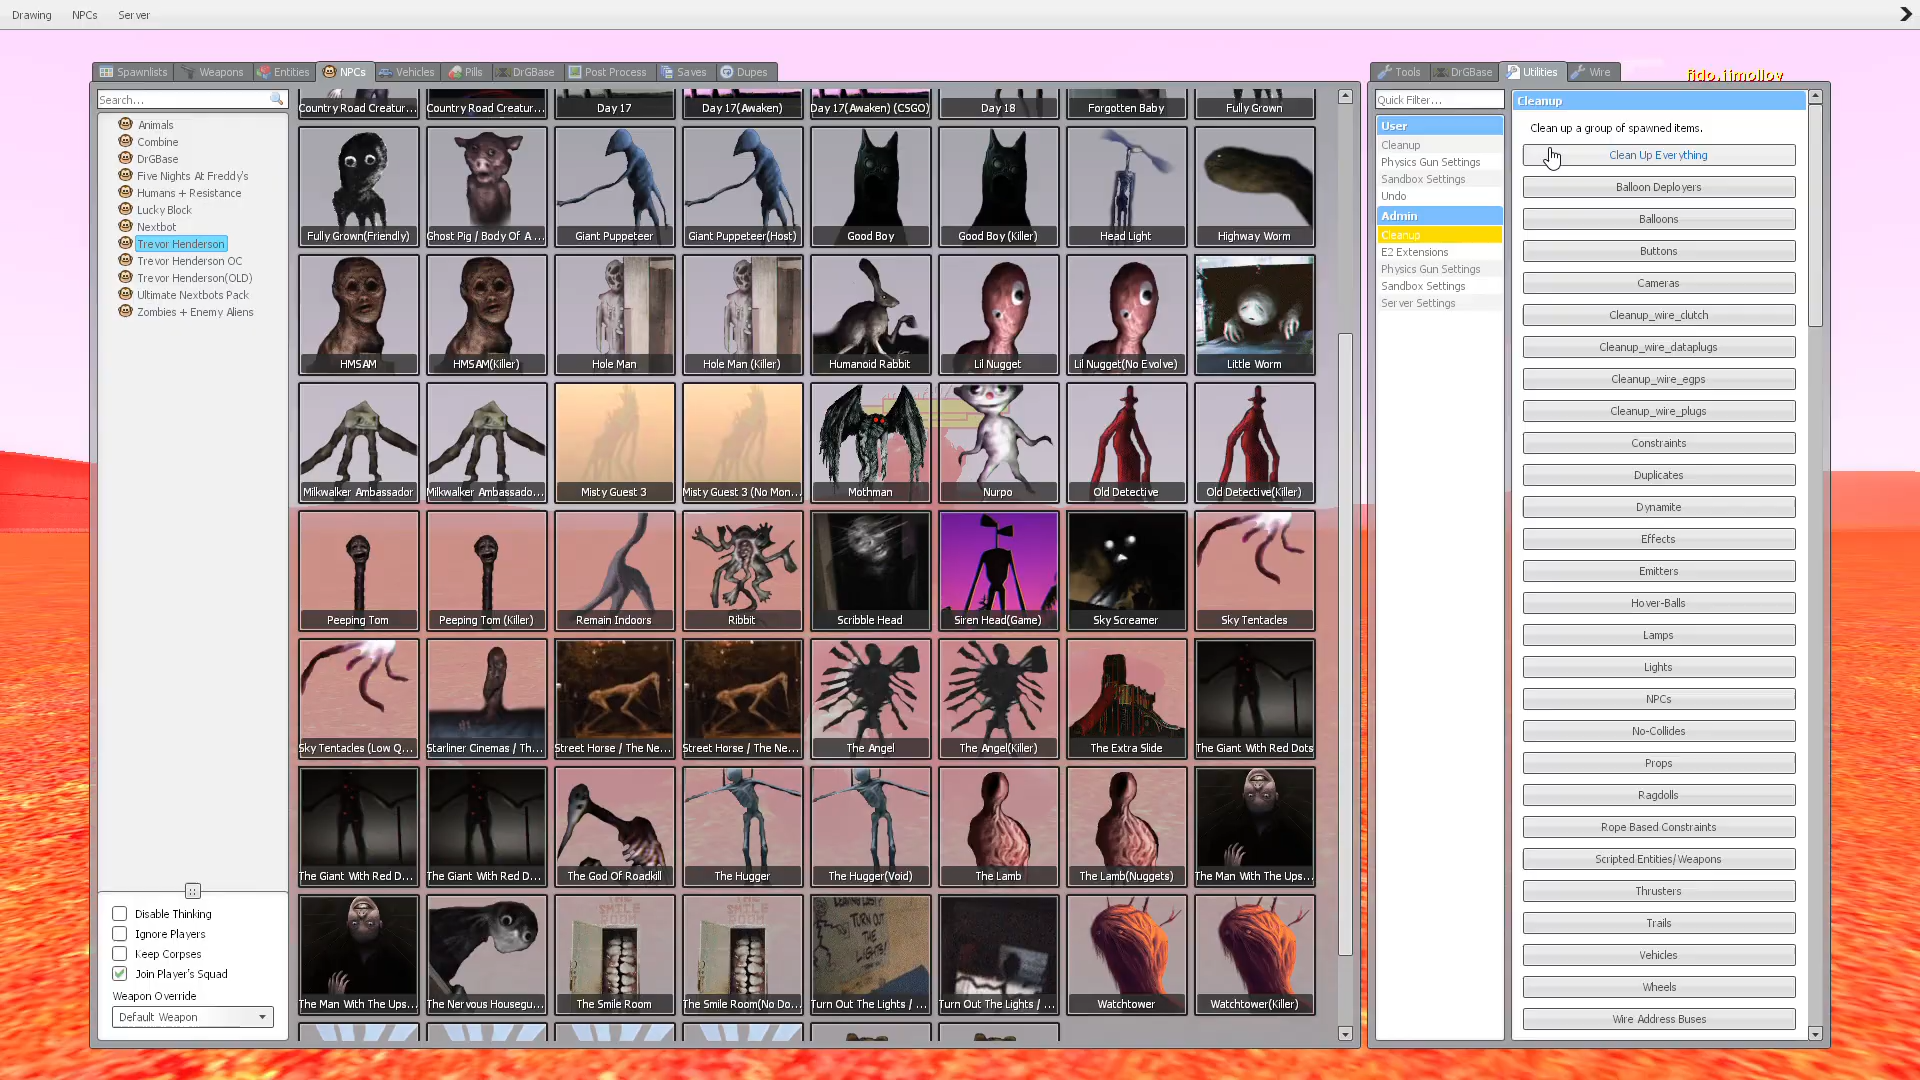 Drawing NPCs Server
Spawnlists Weapons Entities NPCs Vehicles Pills DrGBase Post Process Saves Dupes
Tools DrGBase Utilities Wire
fido.jimollov
Search...
Animals
Combine
DrGBase
Five Nights At Freddy's
Humans + Resistance
Lucky Block
Nextbot
Trevor Henderson
Trevor Henderson OC
Trevor Henderson(OLD)
Ultimate Nextbots Pack
Zombies + Enemy Aliens
Disable Thinking
Ignore Players
Keep Corpses
Join Player's Squad
Weapon Override
Default Weapon
Country Road Creatur... Country Road Creatur... Day 17 Day 17(Awaken) Day 17(Awaken) (CSGO) Day 18 Forgotten Baby Fully Grown
Fully Grown(Friendly) Ghost Pig / Body Of A ... Giant Puppeteer Giant Puppeteer(Host) Good Boy Good Boy (Killer) Head Light Highway Worm
HMSAM HMSAM(Killer) Hole Man Hole Man (Killer) Humanoid Rabbit Lil Nugget Lil Nugget(No Evolve) Little Worm
Milkwalker Ambassador Milkwalker Ambassado... Misty Guest 3 Misty Guest 3 (No Mon... Mothman Nurpo Old Detective Old Detective(Killer)
Peeping Tom Peeping Tom (Killer) Remain Indoors Ribbit Scribble Head Siren Head(Game) Sky Screamer Sky Tentacles
Sky Tentacles (Low Q... Starliner Cinemas / Th... Street Horse / The Ne... Street Horse / The Ne... The Angel The Angel(Killer) The Extra Slide The Giant With Red Dots
The Giant With Red D... The Giant With Red D... The God Of Roadkill The Hugger The Hugger(Void) The Lamb The Lamb(Nuggets) The Man With The Ups...
THE SMILE ROOM
TURN OUT THE LIGHTS!
The Man With The Ups... The Nervous Housegu... The Smile Room The Smile Room(No Do... Turn Out The Lights / ... Turn Out The Lights / ... Watchtower Watchtower(Killer)
Quick Filter...
User
Cleanup
Physics Gun Settings
Sandbox Settings
Undo
Admin
Cleanup
E2 Extensions
Physics Gun Settings
Sandbox Settings
Server Settings
Cleanup
Clean up a group of spawned items.
Clean Up Everything
Balloon Deployers
Balloons
Buttons
Cameras
Cleanup_wire_clutch
Cleanup_wire_dataplugs
Cleanup_wire_egps
Cleanup_wire_plugs
Constraints
Duplicates
Dynamite
Effects
Emitters
Hover-Balls
Lamps
Lights
NPCs
No-Collides
Props
Ragdolls
Rope Based Constraints
Scripted Entities/Weapons
Thrusters
Trails
Vehicles
Wheels
Wire Address Buses